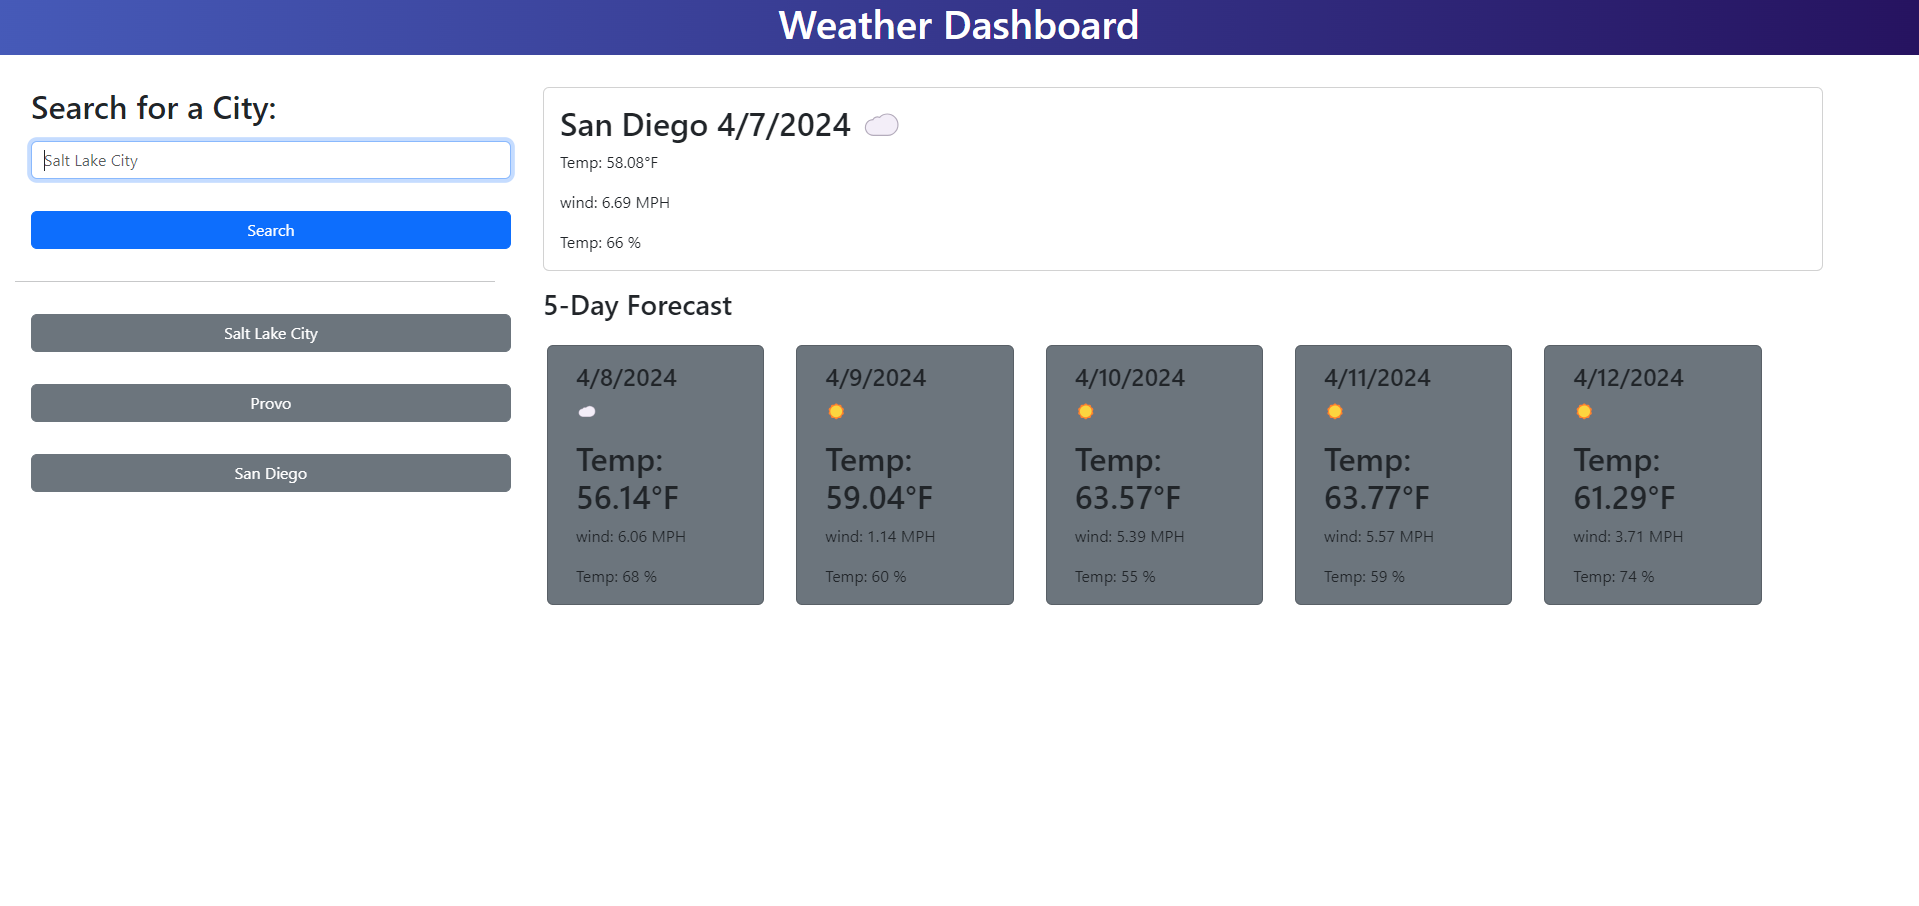 Weather Dashboard
Search for a City:
Salt Lake City
Search
Salt Lake City
Provo
San Diego
San Diego 4/7/2024
Temp: 58.08°F
wind: 6.69 MPH
Temp: 66 %
5-Day Forecast
4/8/2024
Temp:
56.14°F
wind: 6.06 MPH
Temp: 68 %
4/9/2024
Temp:
59.04°F
wind: 1.14 MPH
Temp: 60 %
4/10/2024
Temp:
63.57°F
wind: 5.39 MPH
Temp: 55 %
4/11/2024
Temp:
63.77°F
wind: 5.57 MPH
Temp: 59 %
4/12/2024
Temp:
61.29°F
wind: 3.71 MPH
Temp: 74 %